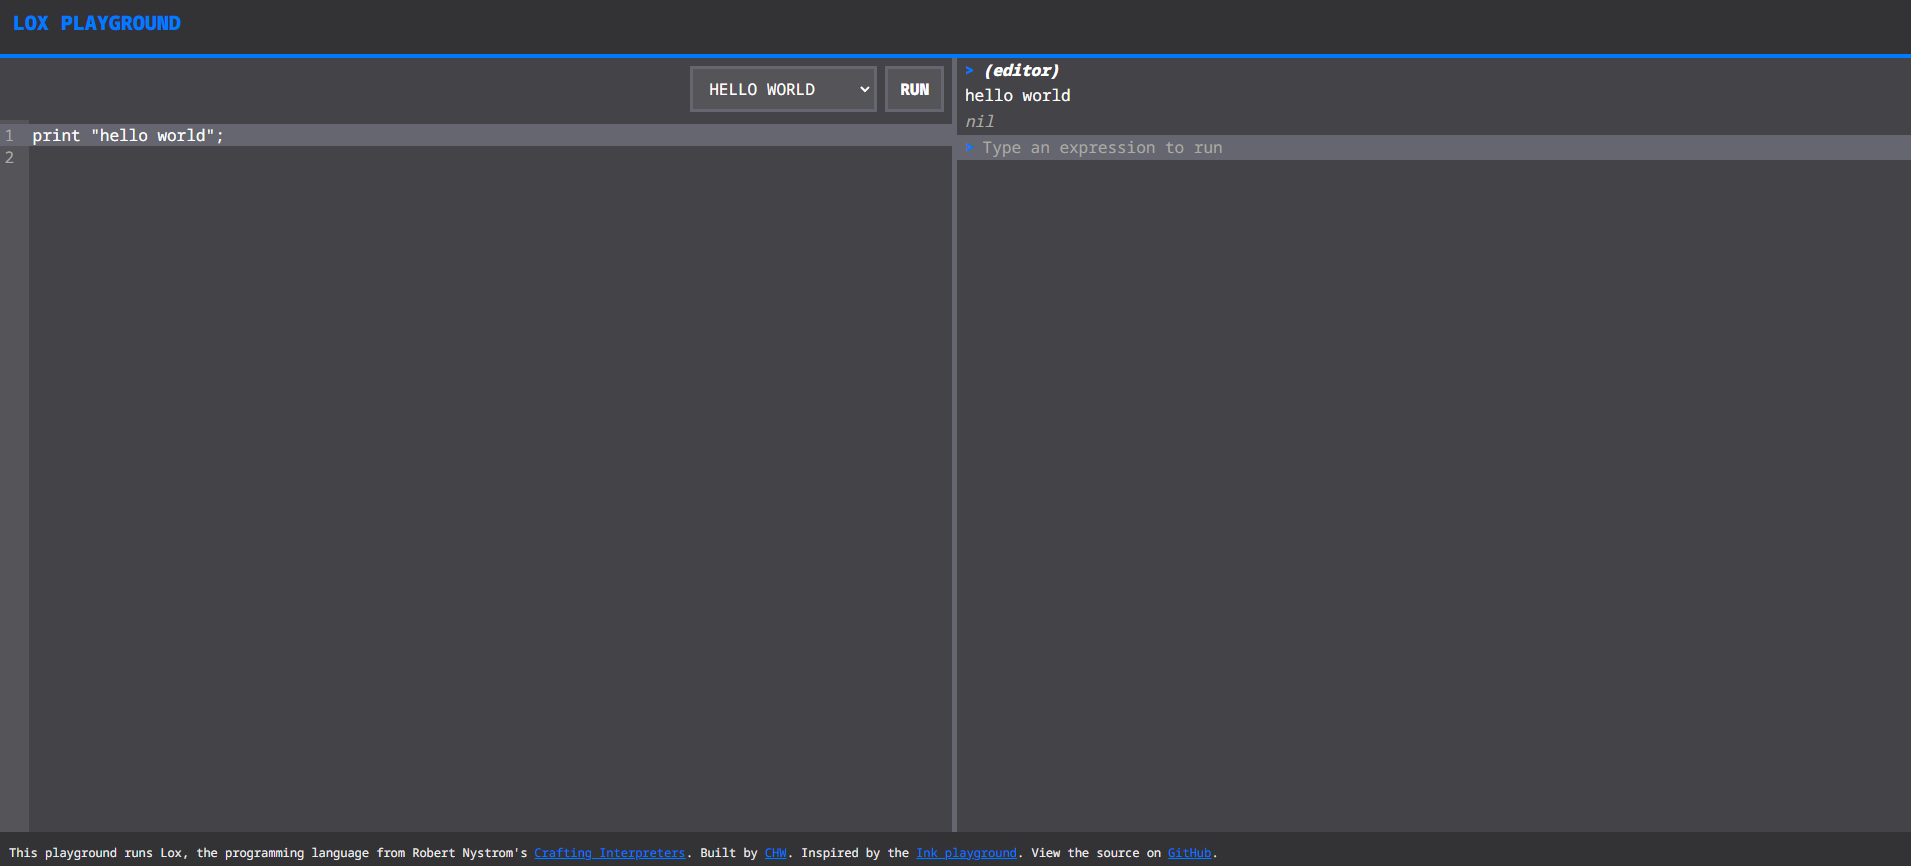 LOX PLAYGROUND
HELLO WORLD
RUN
1 print "hello world";
2
> (editor)
hello world
nil
> Type an expression to run
This playground runs Lox, the programming language from Robert Nystrom's Crafting Interpreters. Built by CHW. Inspired by the Ink playground. View the source on GitHub.